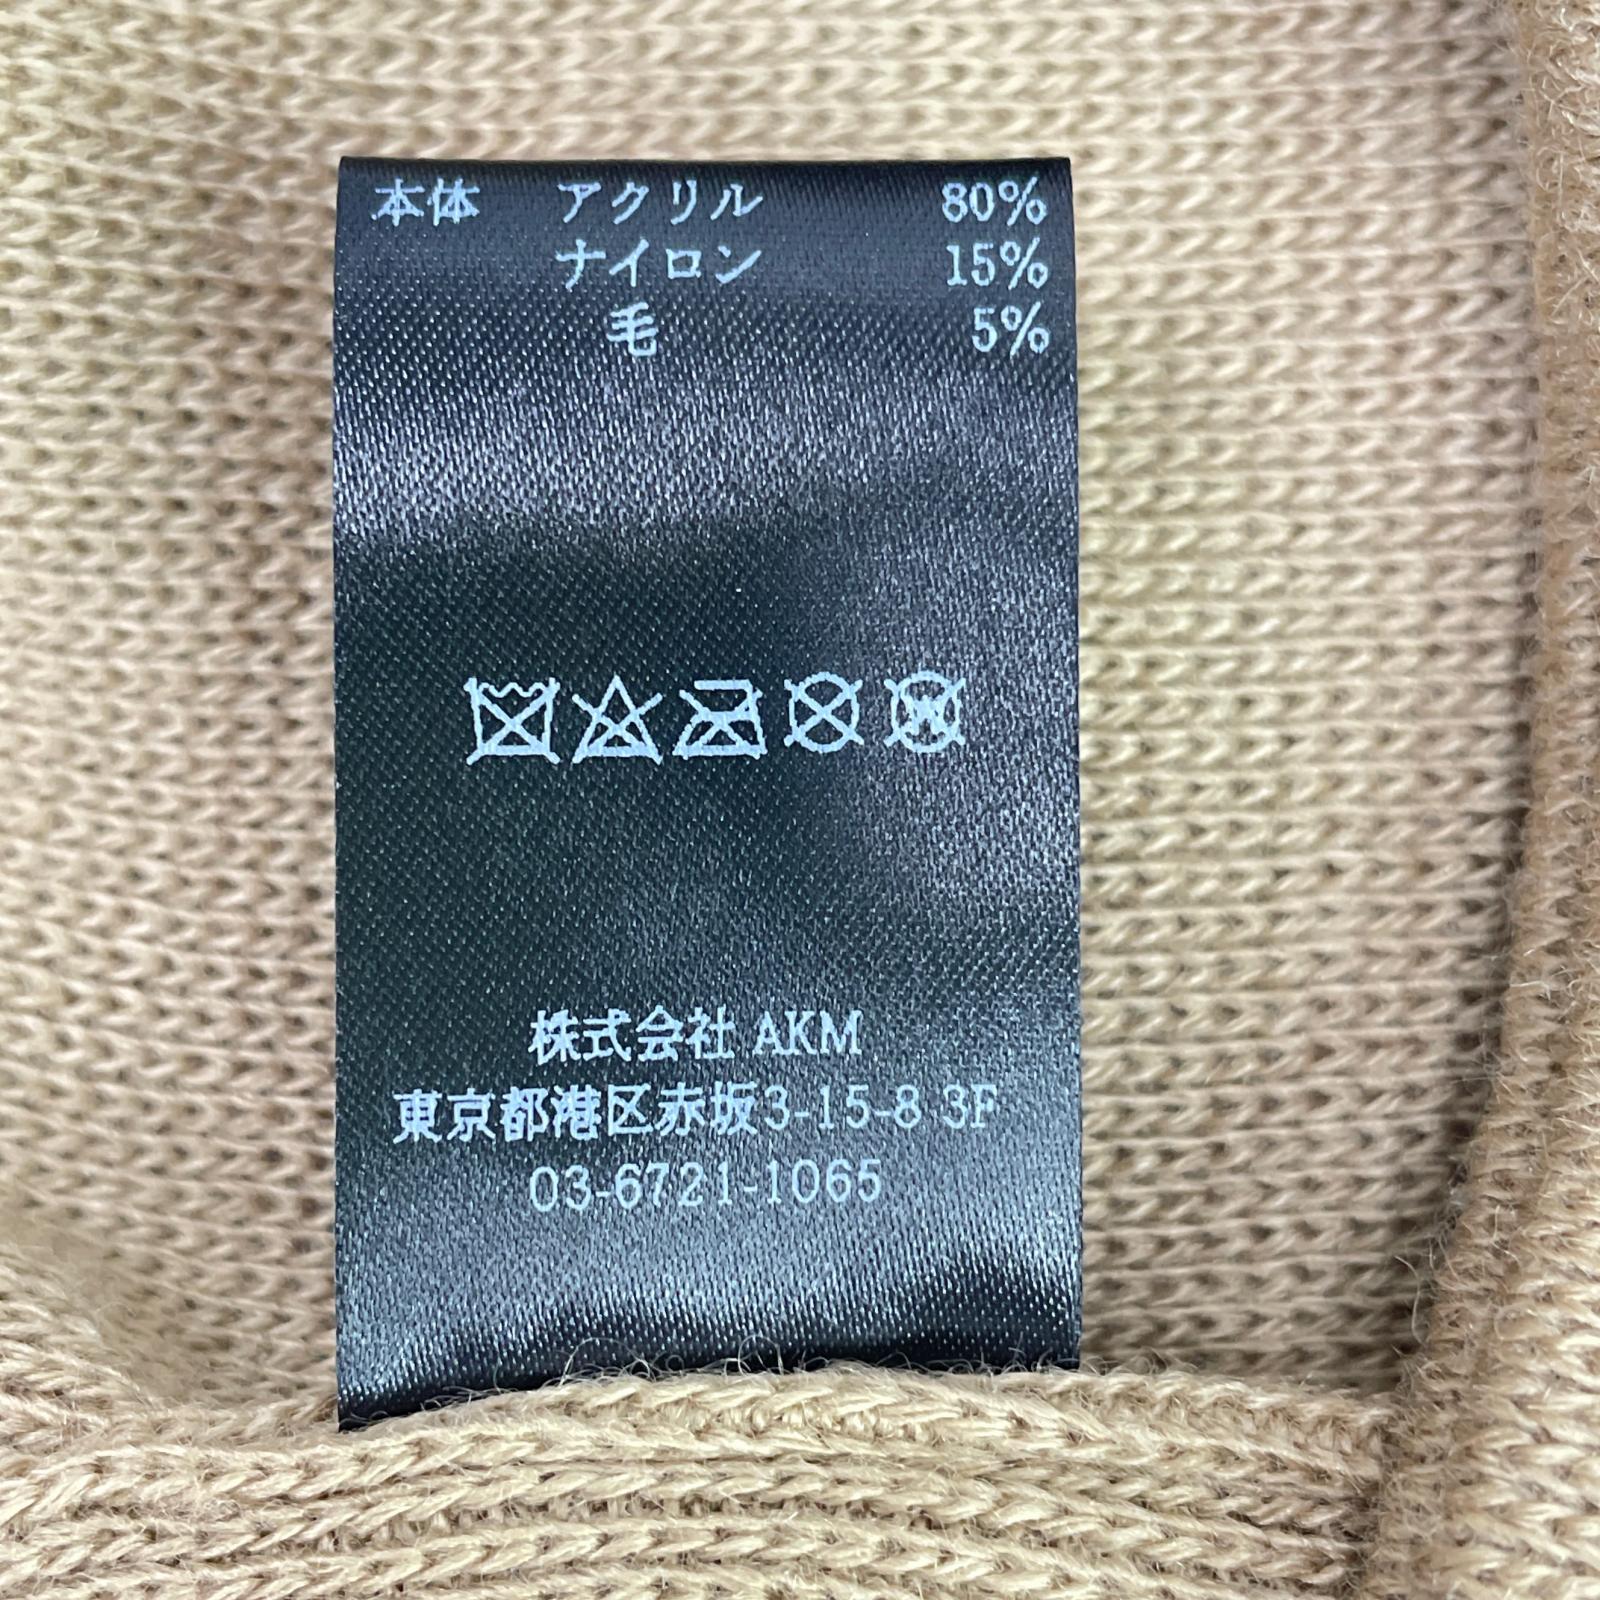 本体 アクリル 80%
ナイロン 15%
毛 5%
株式会社 AKM
東京都港区赤坂3-15-8 3F
03-6721-1065